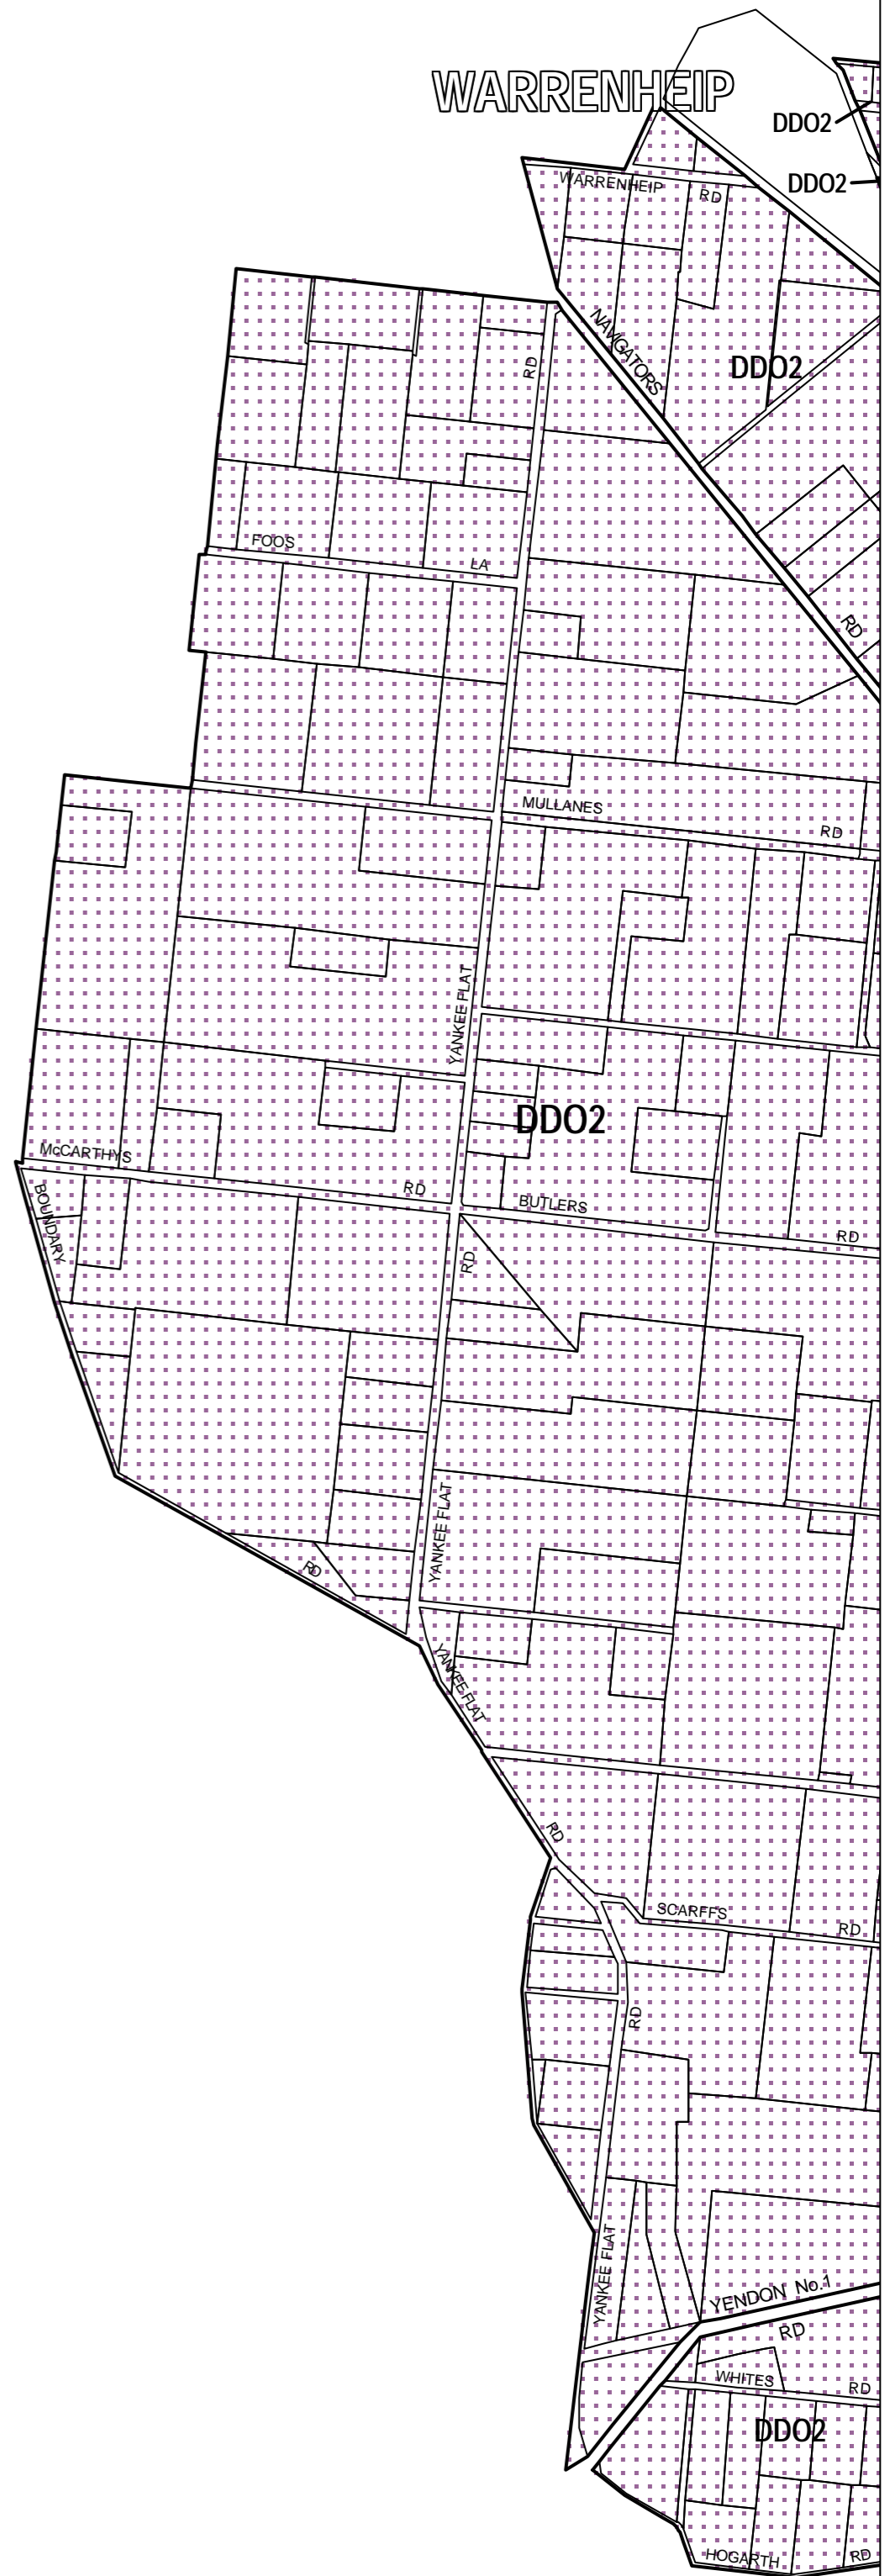 WARRENHEIP
DDO2
DDO2
WARRENHEIP RD
NAVIGATORS
RD
DDO2
FOOS LA
RD
MULLANES RD
YANKEE FLAT
DDO2
McCARTHYS RD
BUTLERS RD
BOUNDARY
RD
YANKEE FLAT
RD
YANKEE FLAT
RD
SCARFFS RD
RD
YANKEE FLAT
YENDON No.1
RD
WHITES RD
DDO2
HOGARTH RD